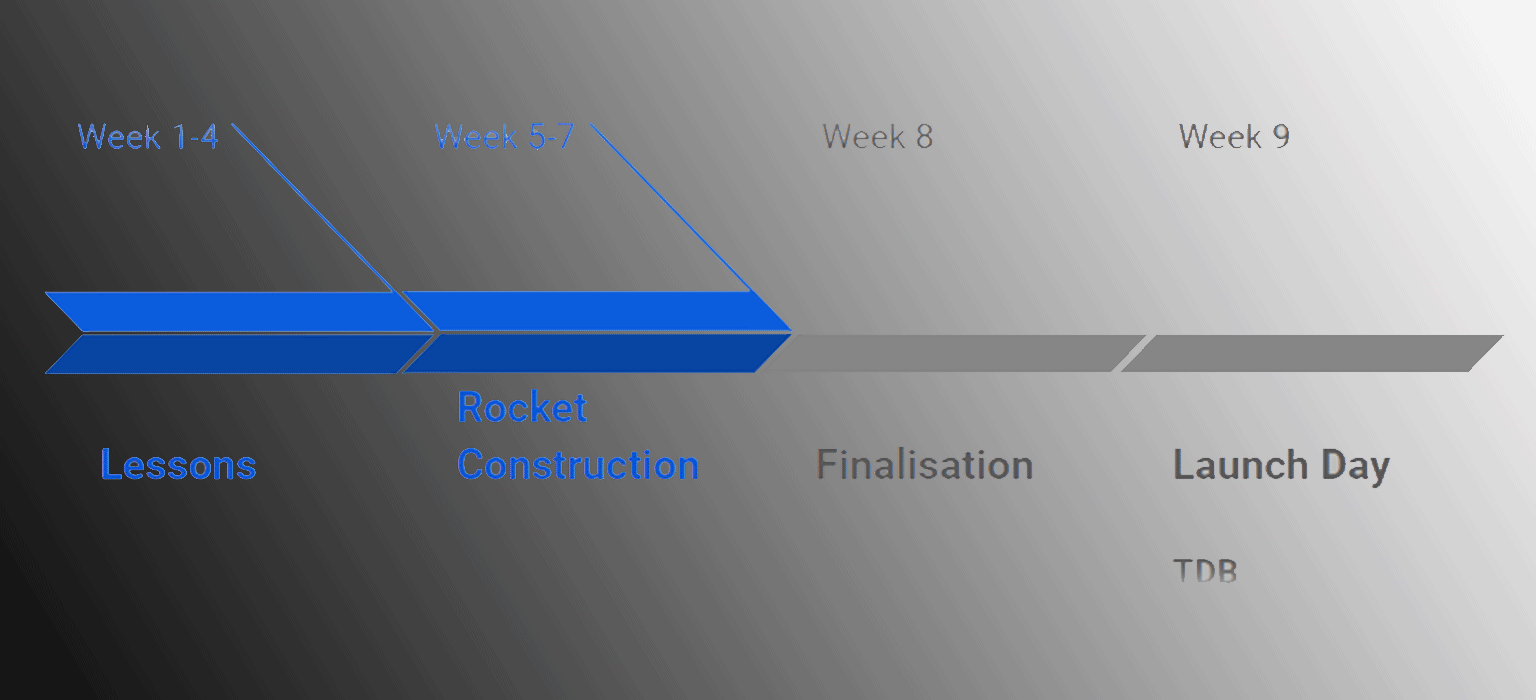 Week 1-4
Week 5-7
Week 8
Week 9
Lessons
Rocket
Construction
Finalisation
Launch Day
TDB